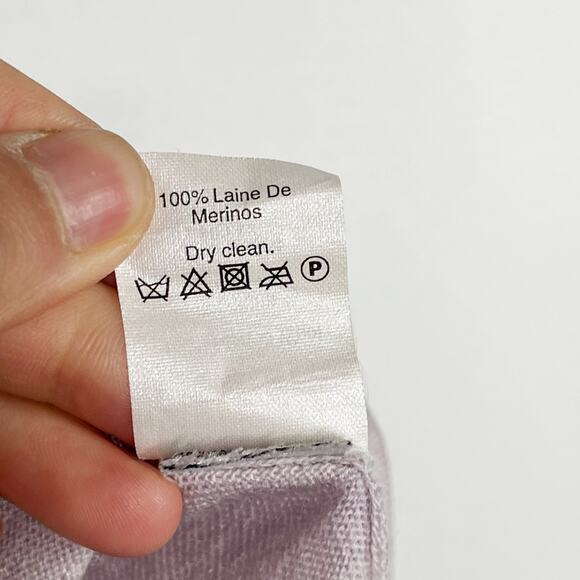 100% Laine De
Merinos
Dry clean.
P